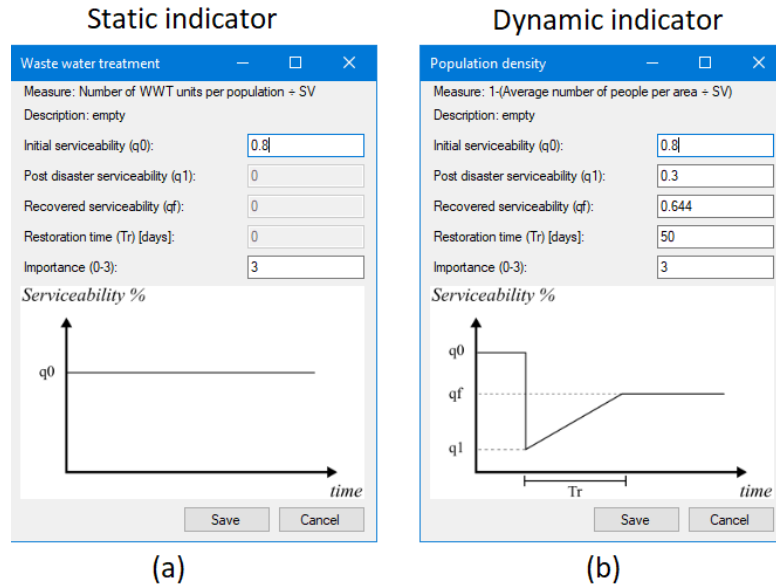 Static indicator
Waste water treatment
Measure: Number of WWT units per population ÷ SV
Description: empty
Initial serviceability (q0): 0.8
Post disaster serviceability (q1): 0
Recovered serviceability (qf): 0
Restoration time (Tr) [days]: 0
Importance (0-3): 3
Serviceability %
q0
time
Save Cancel
(a)
Dynamic indicator
Population density
Measure: 1-(Average number of people per area ÷ SV)
Description: empty
Initial serviceability (q0): 0.8
Post disaster serviceability (q1): 0.3
Recovered serviceability (qf): 0.644
Restoration time (Tr) [days]: 50
Importance (0-3): 3
Serviceability %
q0
qf
q1
Tr
time
Save Cancel
(b)